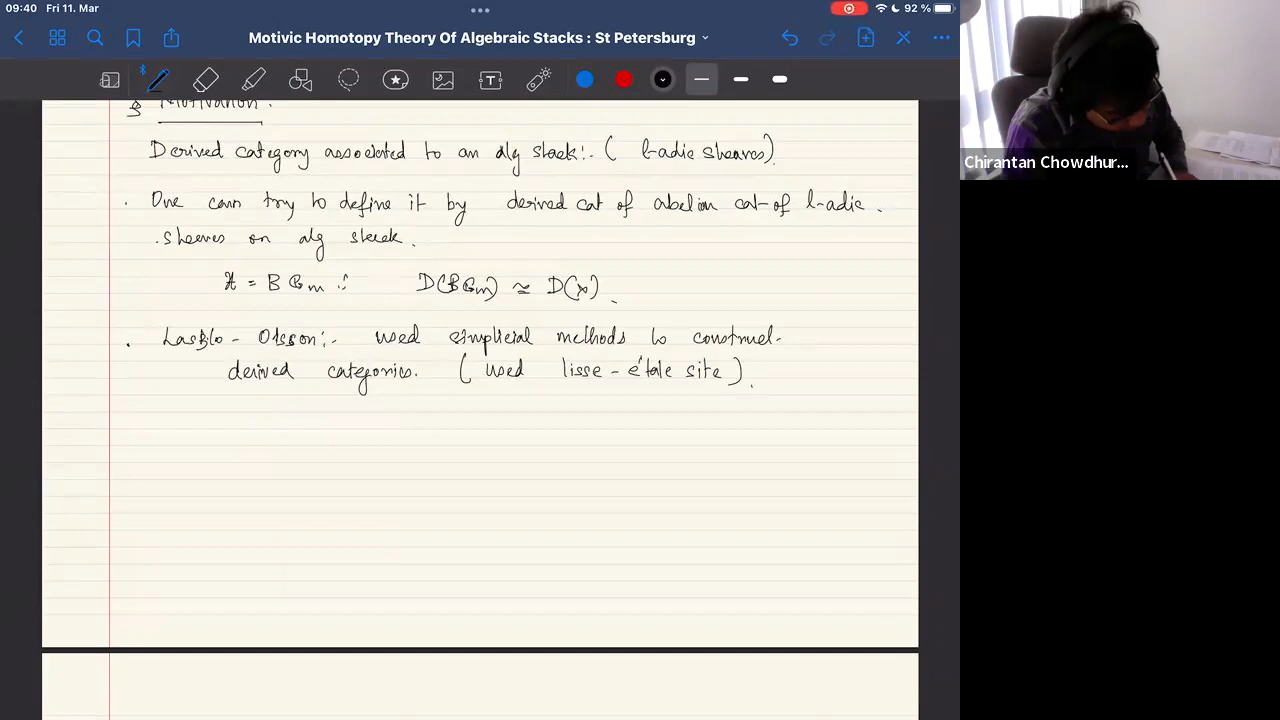 09:40 Fri 11. Mar
92 %
Motivic Homotopy Theory Of Algebraic Stacks : St Petersburg
T
§ Motivation :
Derived category associated to an alg stack:- ( l-adic sheaves).
. One can try to define it by derived cat of abelian cat of l-adic .
sheaves on alg stack.
X = BGm :- D(BGm) ≃ D(*) .
. Laszlo - Olsson:- used simplicial methods to construct
derived categories. ( used lisse - étale site ) .
Chirantan Chowdhur...